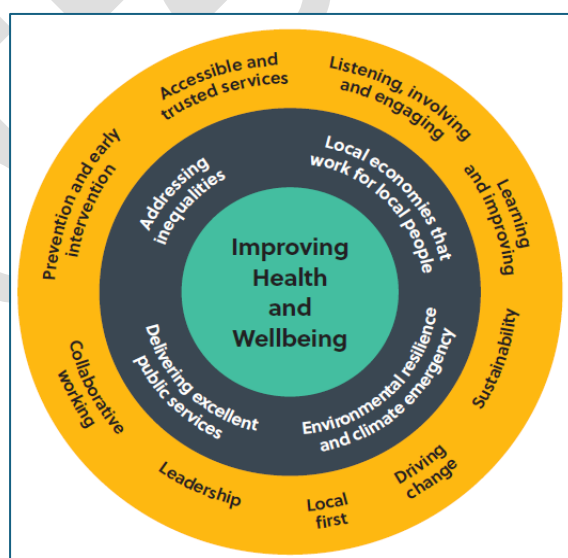 Accessible and
trusted services
Listening, involving
and engaging
Prevention and early
intervention
Learning
and improving
Addressing
inequalities
Local economies that
work for local people
Improving
Health
and
Wellbeing
Delivering excellent
public services
Environmental resilience
and climate emergency
Sustainability
Collaborative
working
Driving
change
Leadership
Local
first